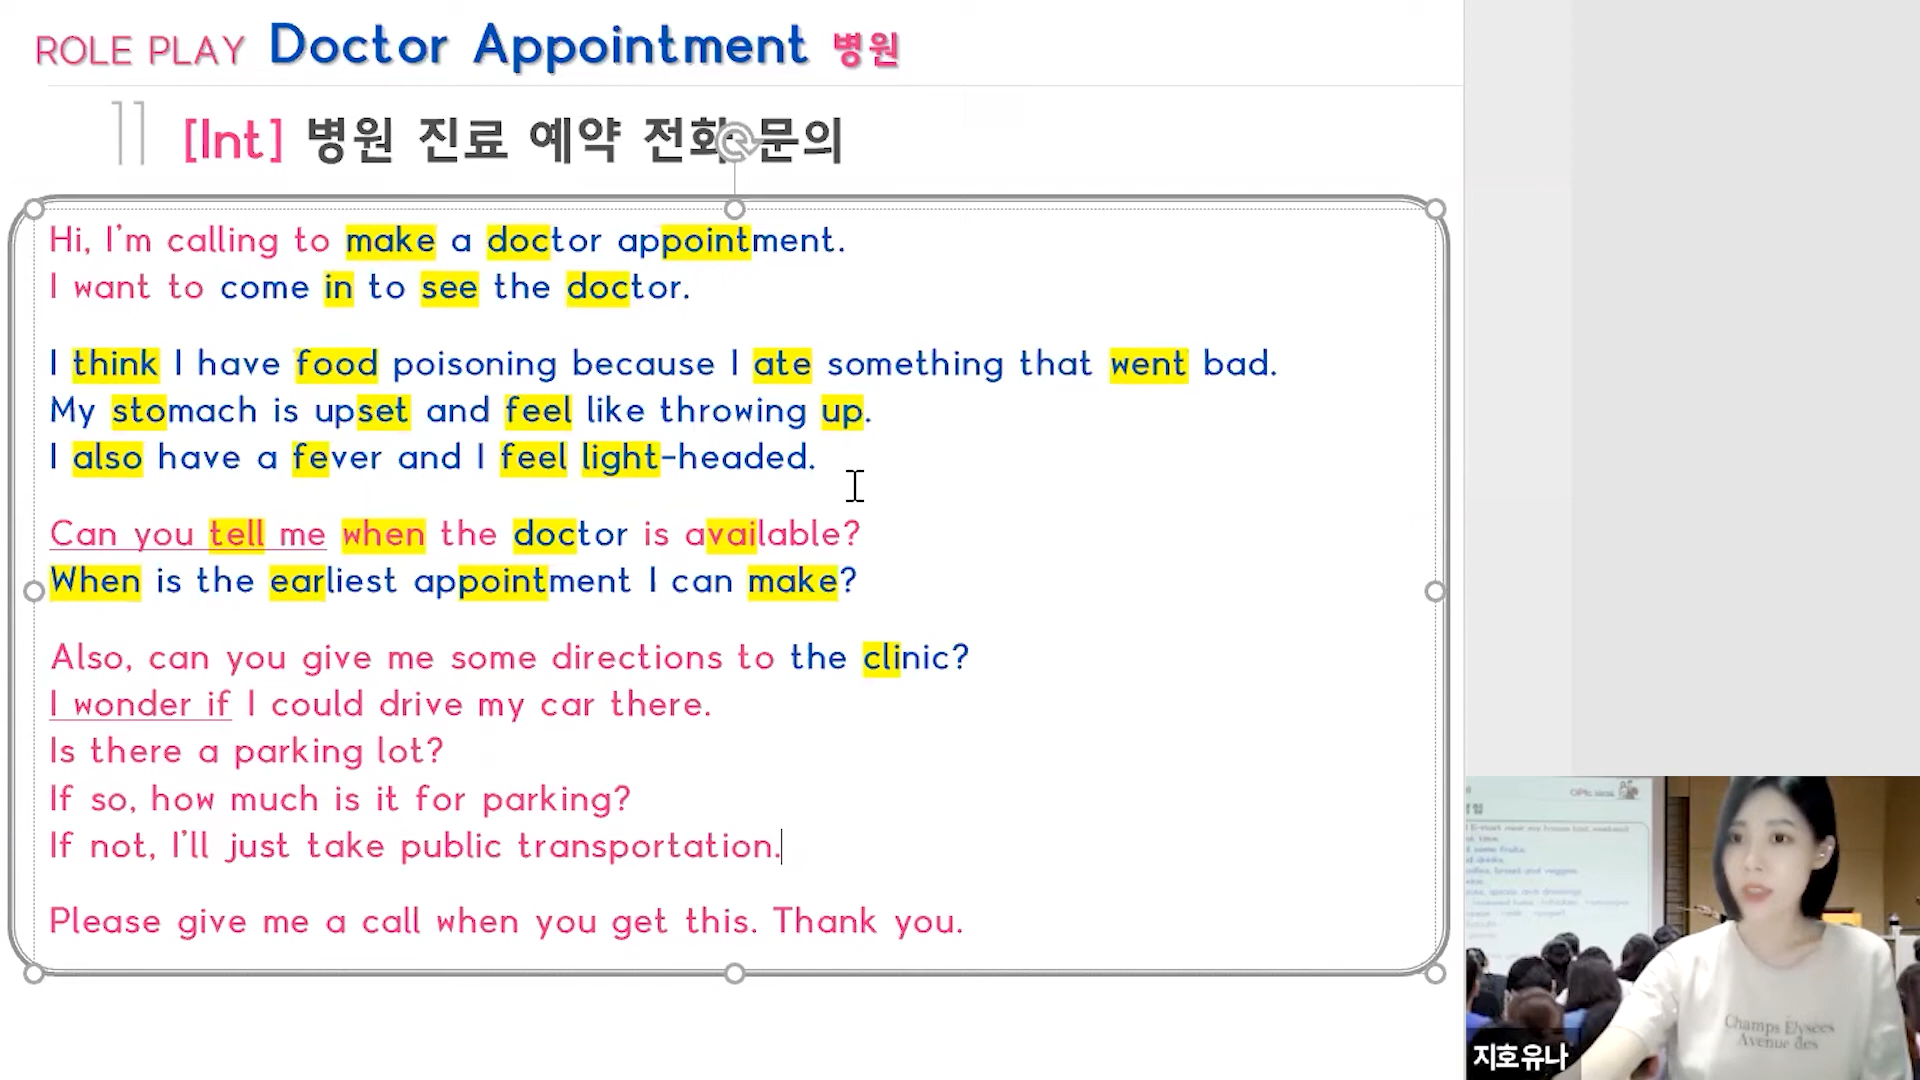 ROLE PLAY Doctor Appointment 병원
11 [Int] 병원 진료 예약 전화 문의
Hi, I'm calling to make a doctor appointment.
I want to come in to see the doctor.
I think I have food poisoning because I ate something that went bad.
My stomach is upset and feel like throwing up.
I also have a fever and I feel light-headed.
Can you tell me when the doctor is available?
When is the earliest appointment I can make?
Also, can you give me some directions to the clinic?
I wonder if I could drive my car there.
Is there a parking lot?
If so, how much is it for parking?
If not, I'll just take public transportation.
Please give me a call when you get this. Thank you.
OPIc
Champs Elysees
Avenue des
지호유나